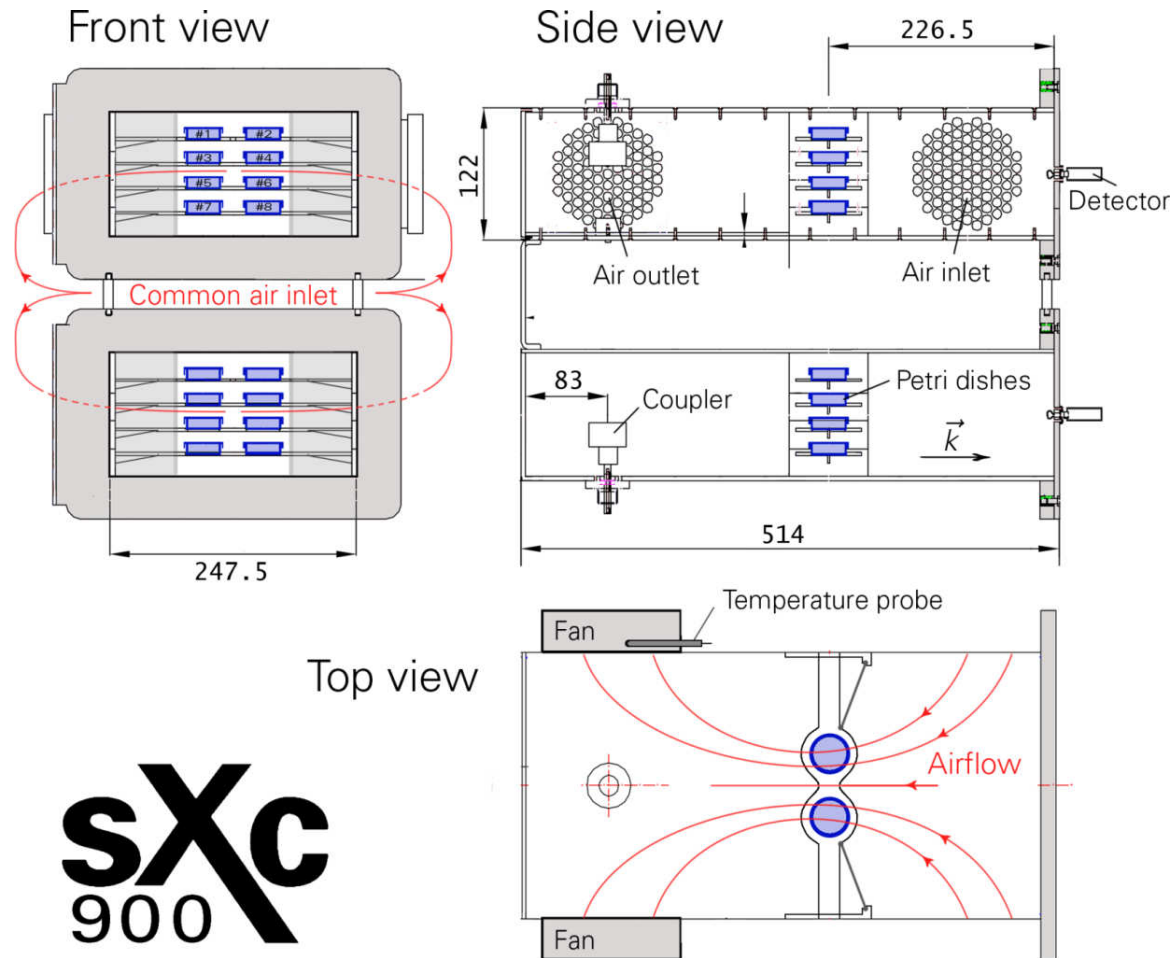 Front view
#1 #2
#3 #4
#5 #6
#7 #8
Common air inlet
247.5
Side view
226.5
122
Detector
Air outlet
Air inlet
83
Coupler
Petri dishes
k
514
Top view
Fan
Temperature probe
Airflow
Fan
sXc
900